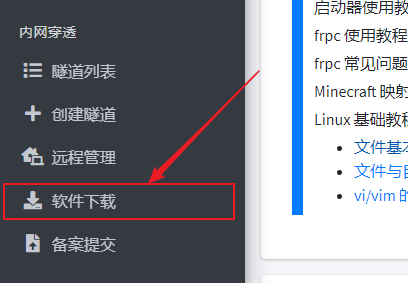 内网穿透
隧道列表
创建隧道
远程管理
软件下载
备案提交
启动器使用教
frpc 使用教程
frpc 常见问题
Minecraft 映射
Linux 基础教程
文件基本
文件与目
vi/vim 的